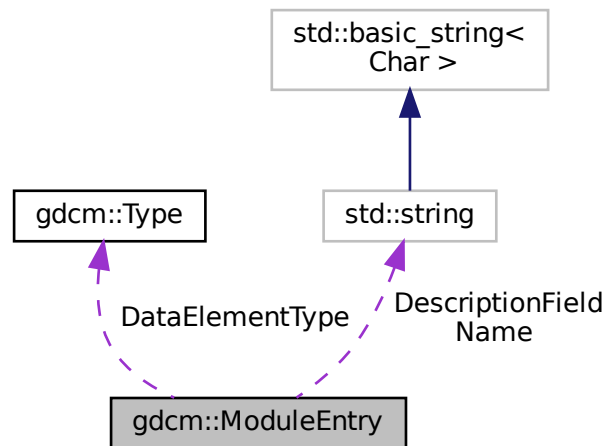 std::basic_string<
Char >
gdcm::Type
std::string
DataElementType
DescriptionField
Name
gdcm::ModuleEntry